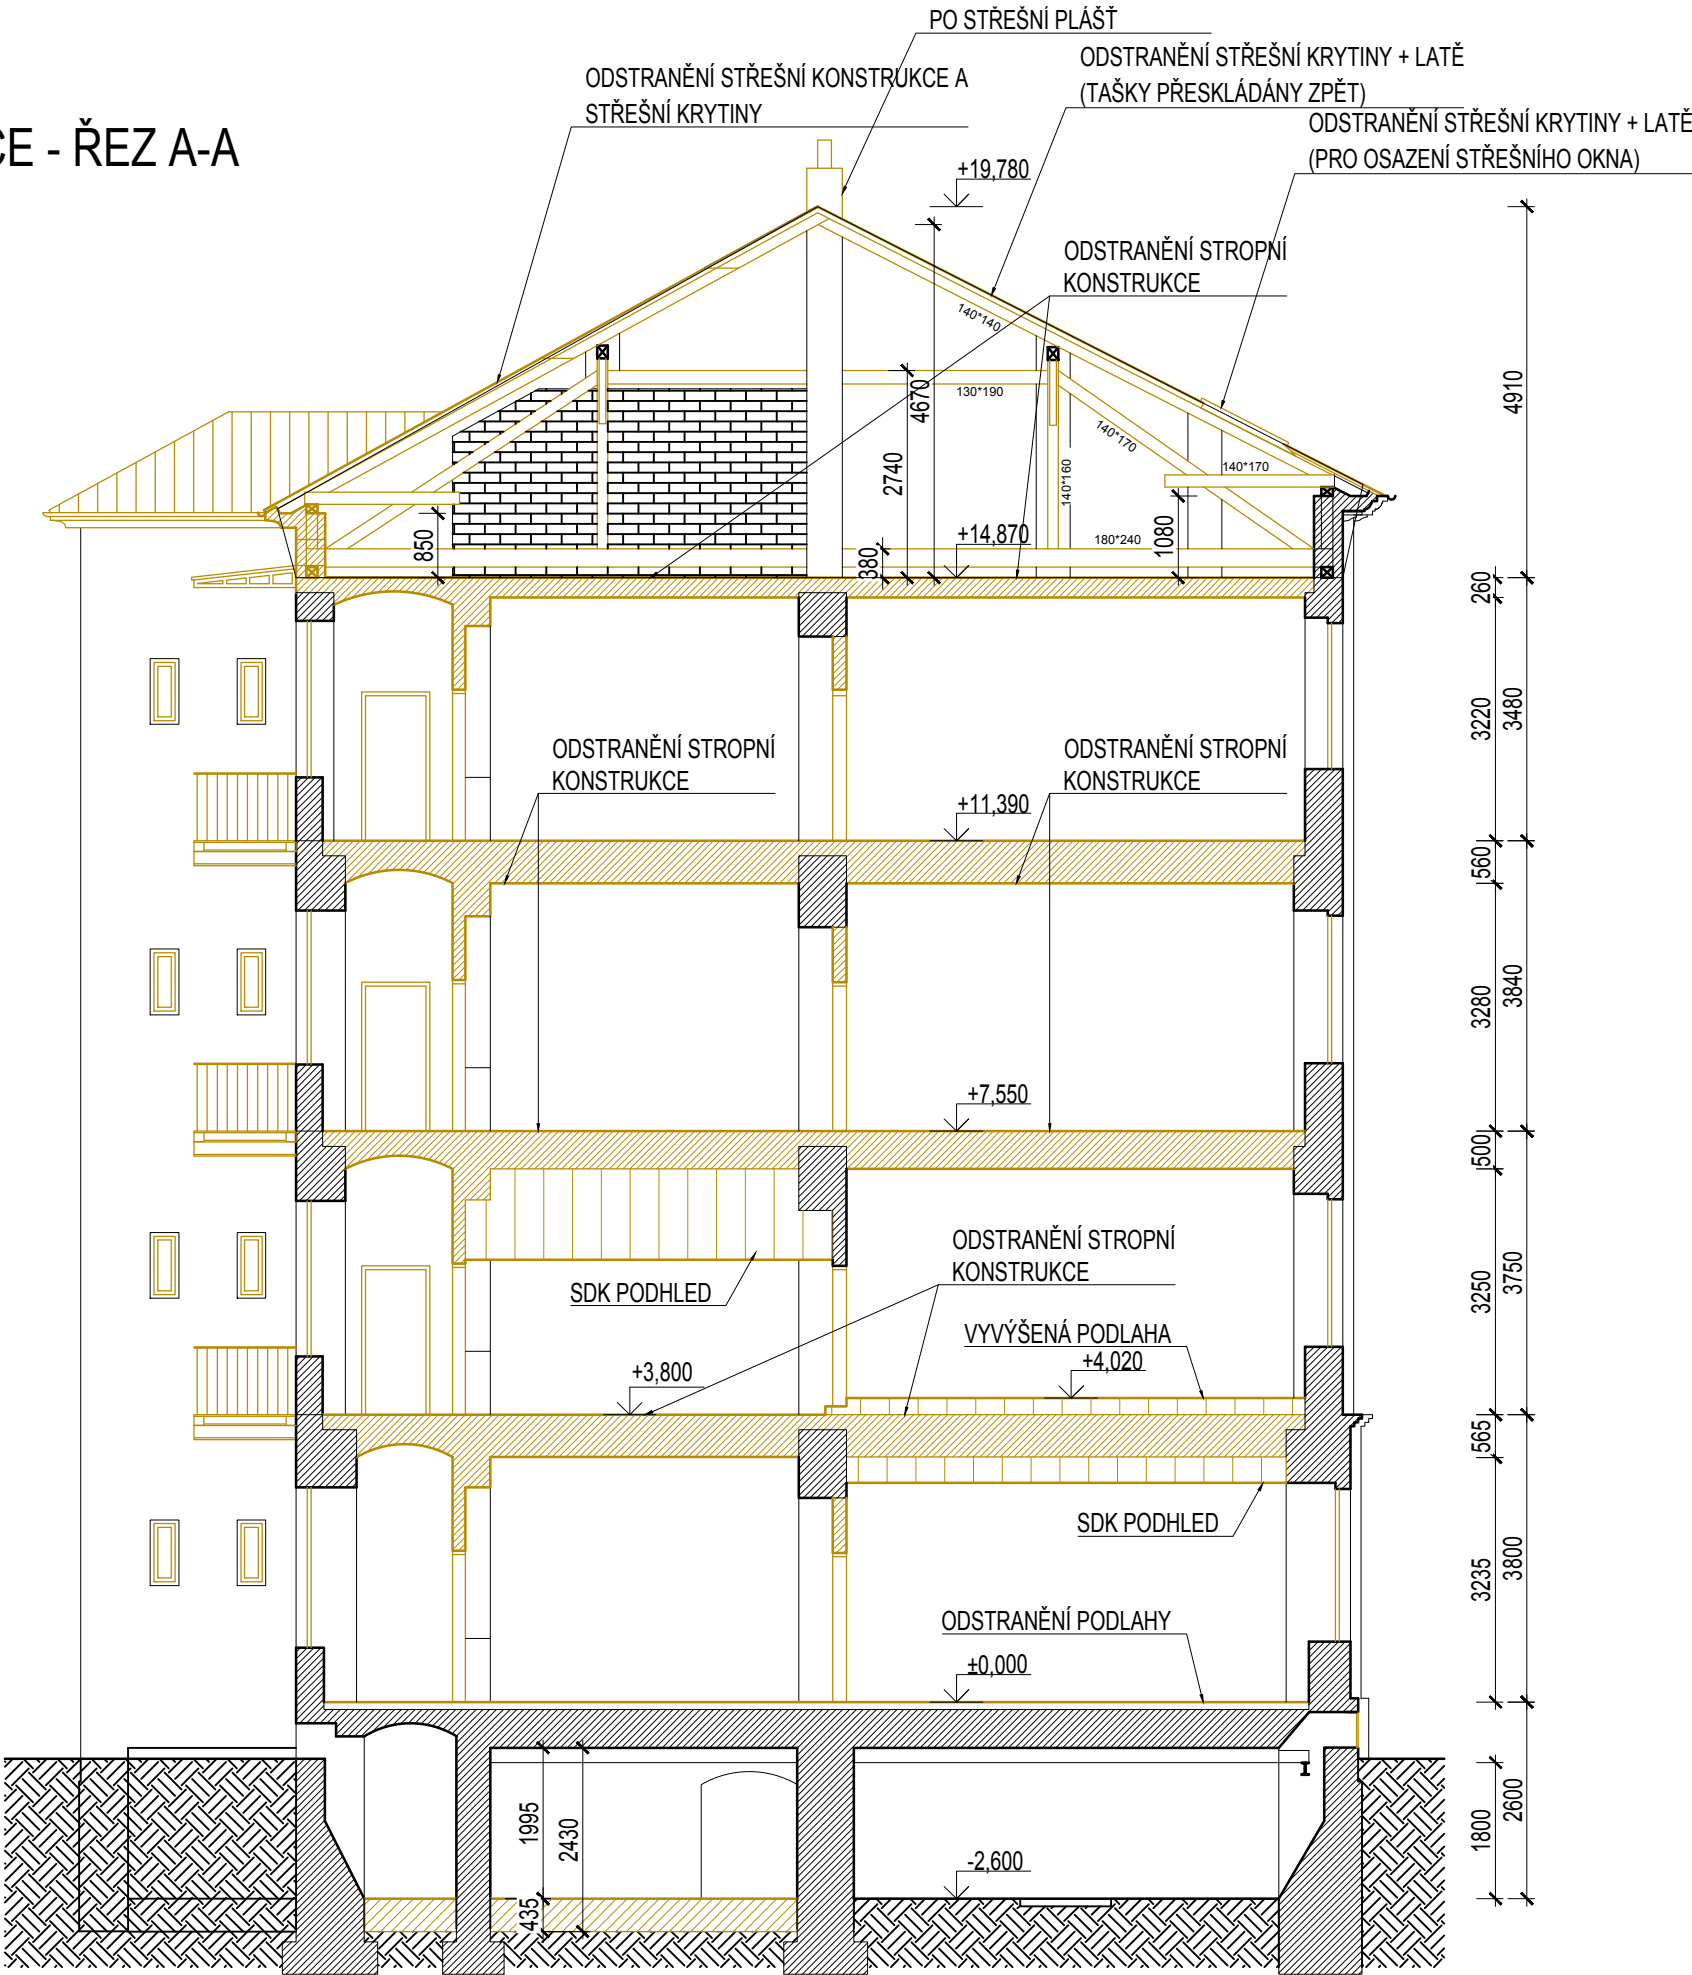 PO STŘEŠNÍ PLÁŠŤ
ODSTRANĚNÍ STŘEŠNÍ KRYTINY + LATĚ
(TAŠKY PŘESKLÁDÁNY ZPĚT)
ODSTRANĚNÍ STŘEŠNÍ KONSTRUKCE A
STŘEŠNÍ KRYTINY
ODSTRANĚNÍ STŘEŠNÍ KRYTINY + LATĚ
(PRO OSAZENÍ STŘEŠNÍHO OKNA)
CE - ŘEZ A-A
+19,780
ODSTRANĚNÍ STROPNÍ
KONSTRUKCE
140*140
130*190
140*170
140*170
140*160
180*240
4670
2740
4910
850
380
1080
+14,870
260
3220
3480
ODSTRANĚNÍ STROPNÍ
KONSTRUKCE
ODSTRANĚNÍ STROPNÍ
KONSTRUKCE
+11,390
560
3280
3840
+7,550
500
3250
3750
ODSTRANĚNÍ STROPNÍ
KONSTRUKCE
SDK PODHLED
VYVÝŠENÁ PODLAHA
+3,800
+4,020
565
3235
3800
SDK PODHLED
ODSTRANĚNÍ PODLAHY
±0,000
1995
2430
435
-2,600
1800
2600